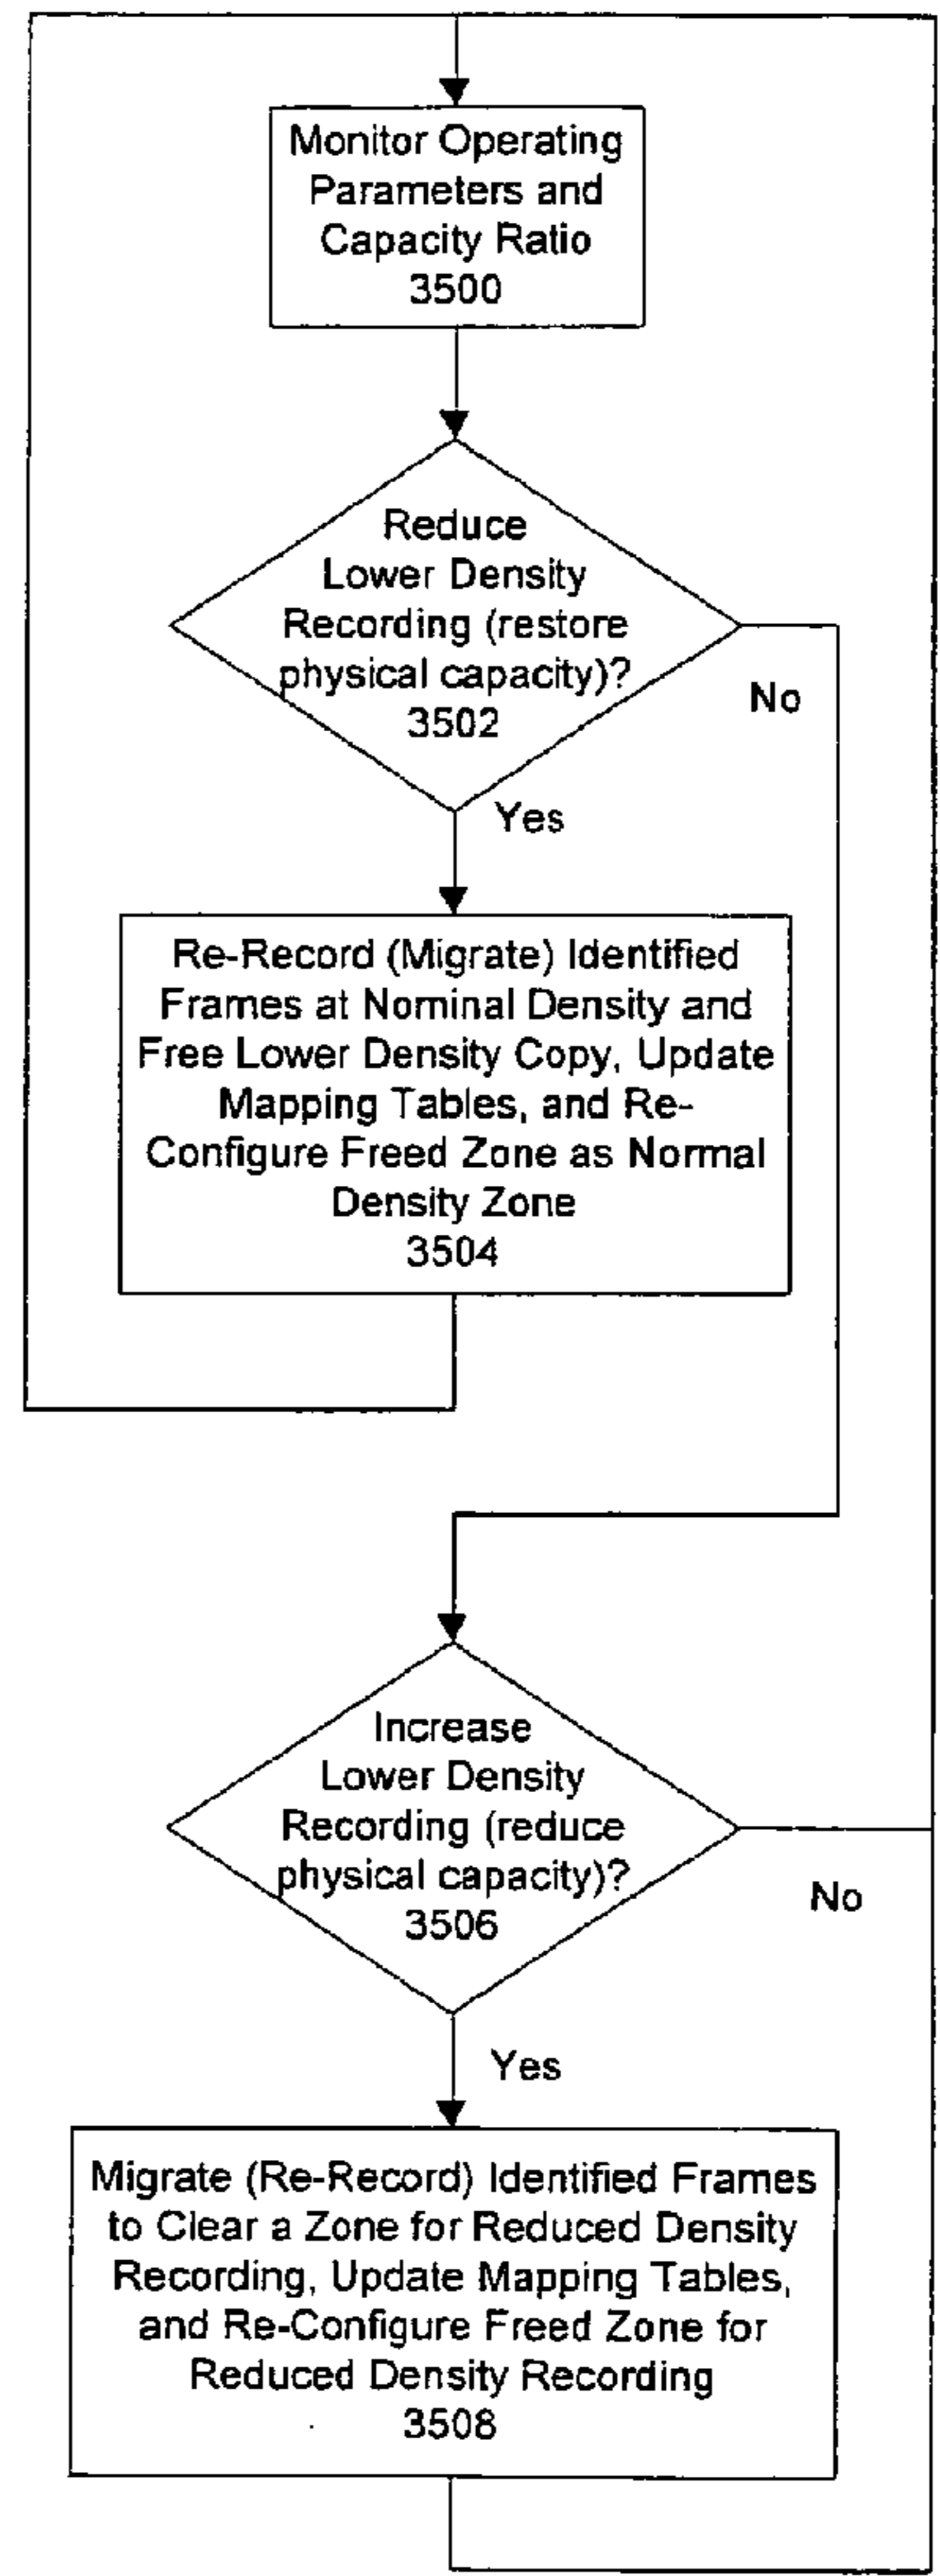 Monitor Operating
Parameters and
Capacity Ratio
3500
Reduce
Lower Density
Recording (restore
physical capacity)?
3502
No
Yes
Re-Record (Migrate) Identified
Frames at Nominal Density and
Free Lower Density Copy, Update
Mapping Tables, and Re-
Configure Freed Zone as Normal
Density Zone
3504
Increase
Lower Density
Recording (reduce
physical capacity)?
3506
No
Yes
Migrate (Re-Record) Identified Frames
to Clear a Zone for Reduced Density
Recording, Update Mapping Tables,
and Re-Configure Freed Zone for
Reduced Density Recording
3508